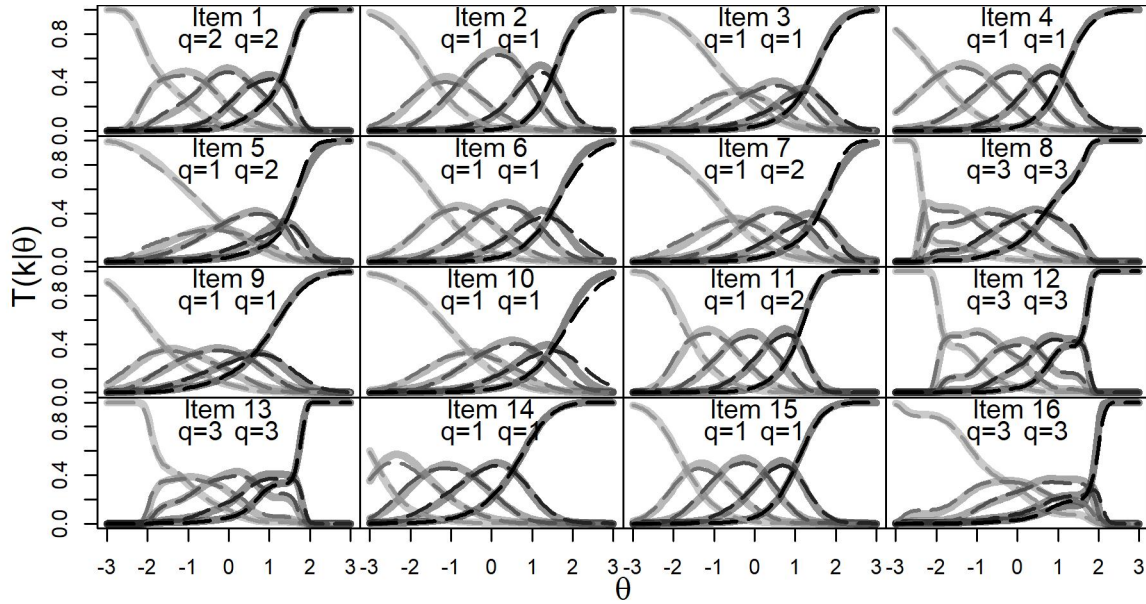 Item 1 Item 2 Item 3 Item 4
q=2 q=2 q=1 q=1 q=1 q=1 q=1 q=1
0.0 0.4 0.8
Item 5 Item 6 Item 7 Item 8
q=1 q=2 q=1 q=1 q=1 q=2 q=3 q=3
0.0 0.4 0.8
T(k|θ)
Item 9 Item 10 Item 11 Item 12
q=1 q=1 q=1 q=1 q=1 q=2 q=3 q=3
0.0 0.4 0.8
Item 13 Item 14 Item 15 Item 16
q=3 q=3 q=1 q=1 q=1 q=1 q=3 q=3
0.0 0.4 0.8
-3 -2 -1 0 1 2 3 -3 -2 -1 0 1 2 3 -3 -2 -1 0 1 2 3 -3 -2 -1 0 1 2 3
θ